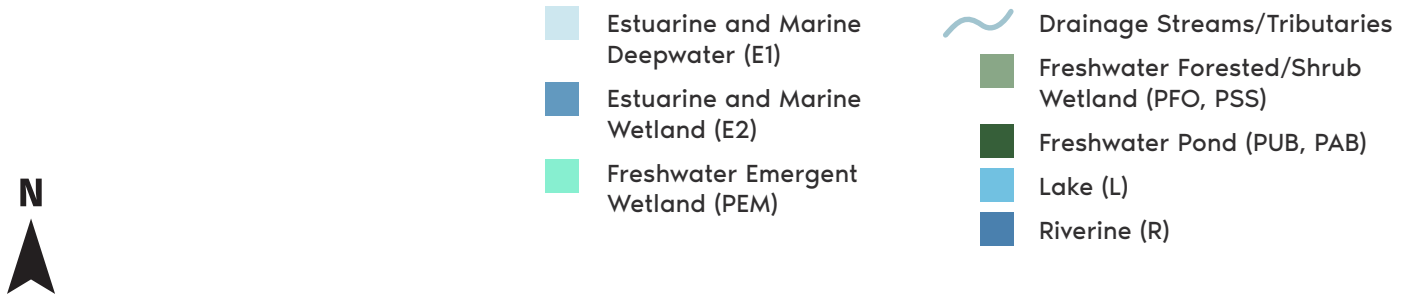 Estuarine and Marine
Deepwater (E1)
Estuarine and Marine
Wetland (E2)
Freshwater Emergent
Wetland (PEM)
Drainage Streams/Tributaries
Freshwater Forested/Shrub
Wetland (PFO, PSS)
Freshwater Pond (PUB, PAB)
Lake (L)
Riverine (R)
N